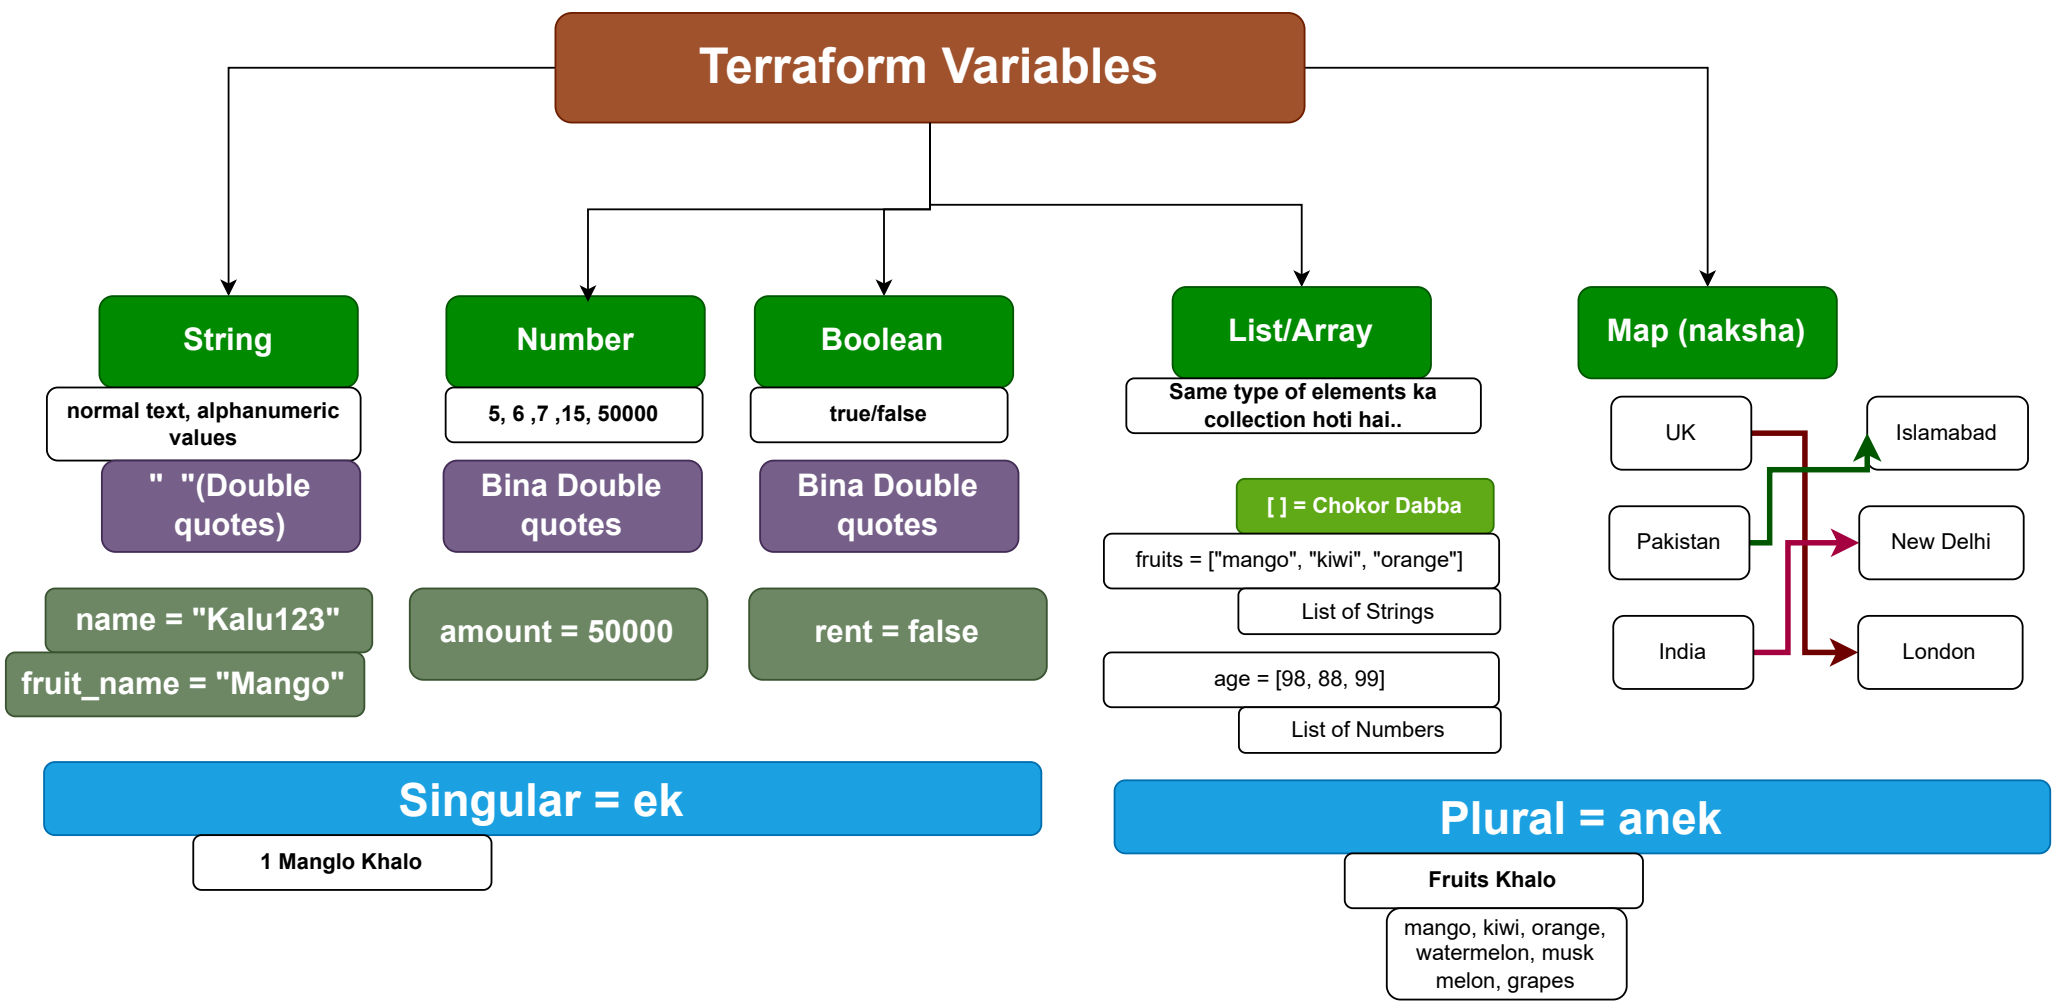 Terraform Variables
String
normal text, alphanumeric
values
" "(Double
quotes)
name = "Kalu123"
fruit_name = "Mango"
Number
5, 6 ,7 ,15, 50000
Bina Double
quotes
amount = 50000
Boolean
true/false
Bina Double
quotes
rent = false
Singular = ek
1 Manglo Khalo
List/Array
Same type of elements ka
collection hoti hai..
[ ] = Chokor Dabba
fruits = ["mango", "kiwi", "orange"]
List of Strings
age = [98, 88, 99]
List of Numbers
Map (naksha)
UK
Islamabad
Pakistan
New Delhi
India
London
Plural = anek
Fruits Khalo
mango, kiwi, orange,
watermelon, musk
melon, grapes